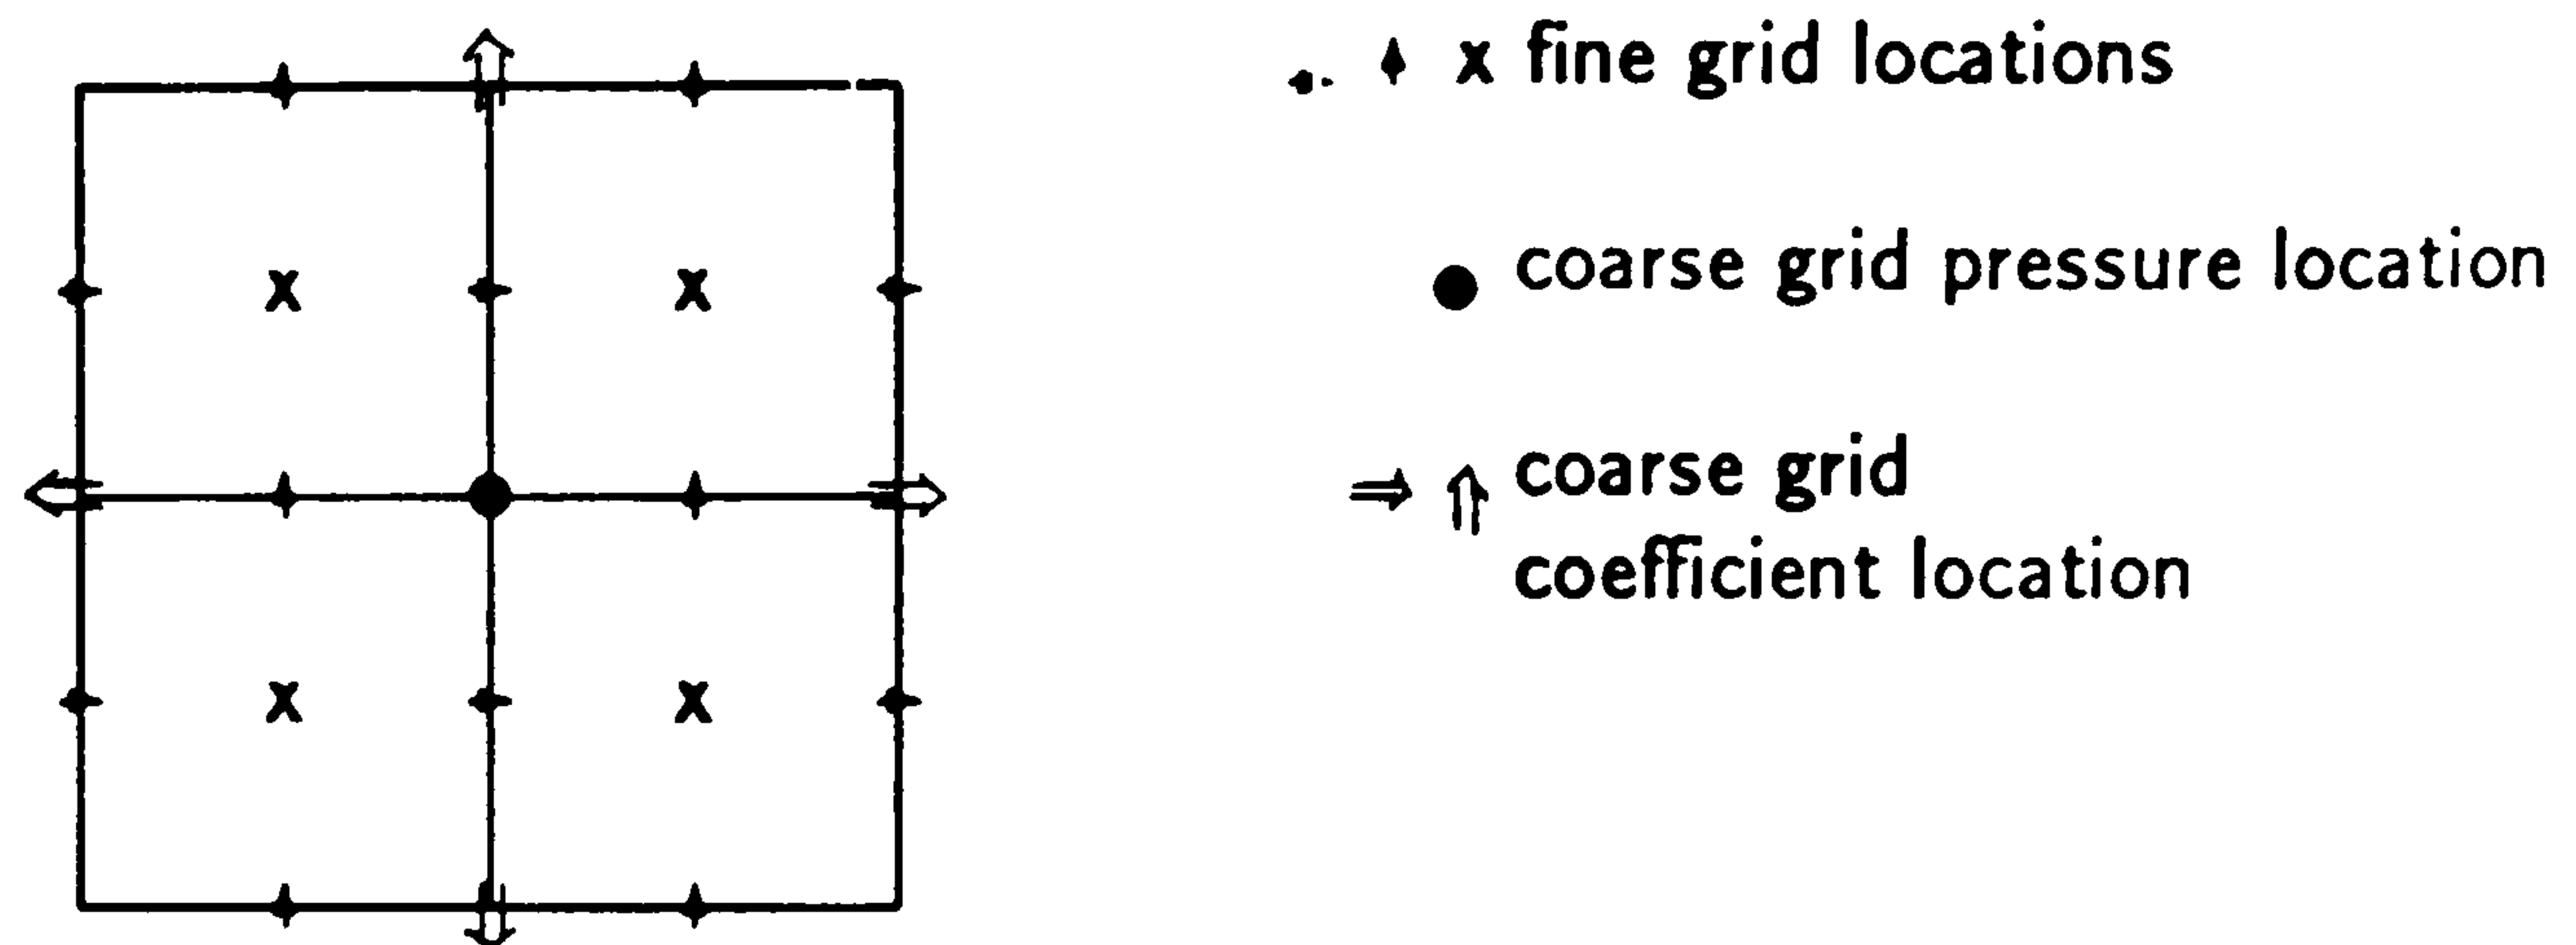 x fine grid locations
coarse grid pressure location
coarse grid
coefficient location
x x
x x